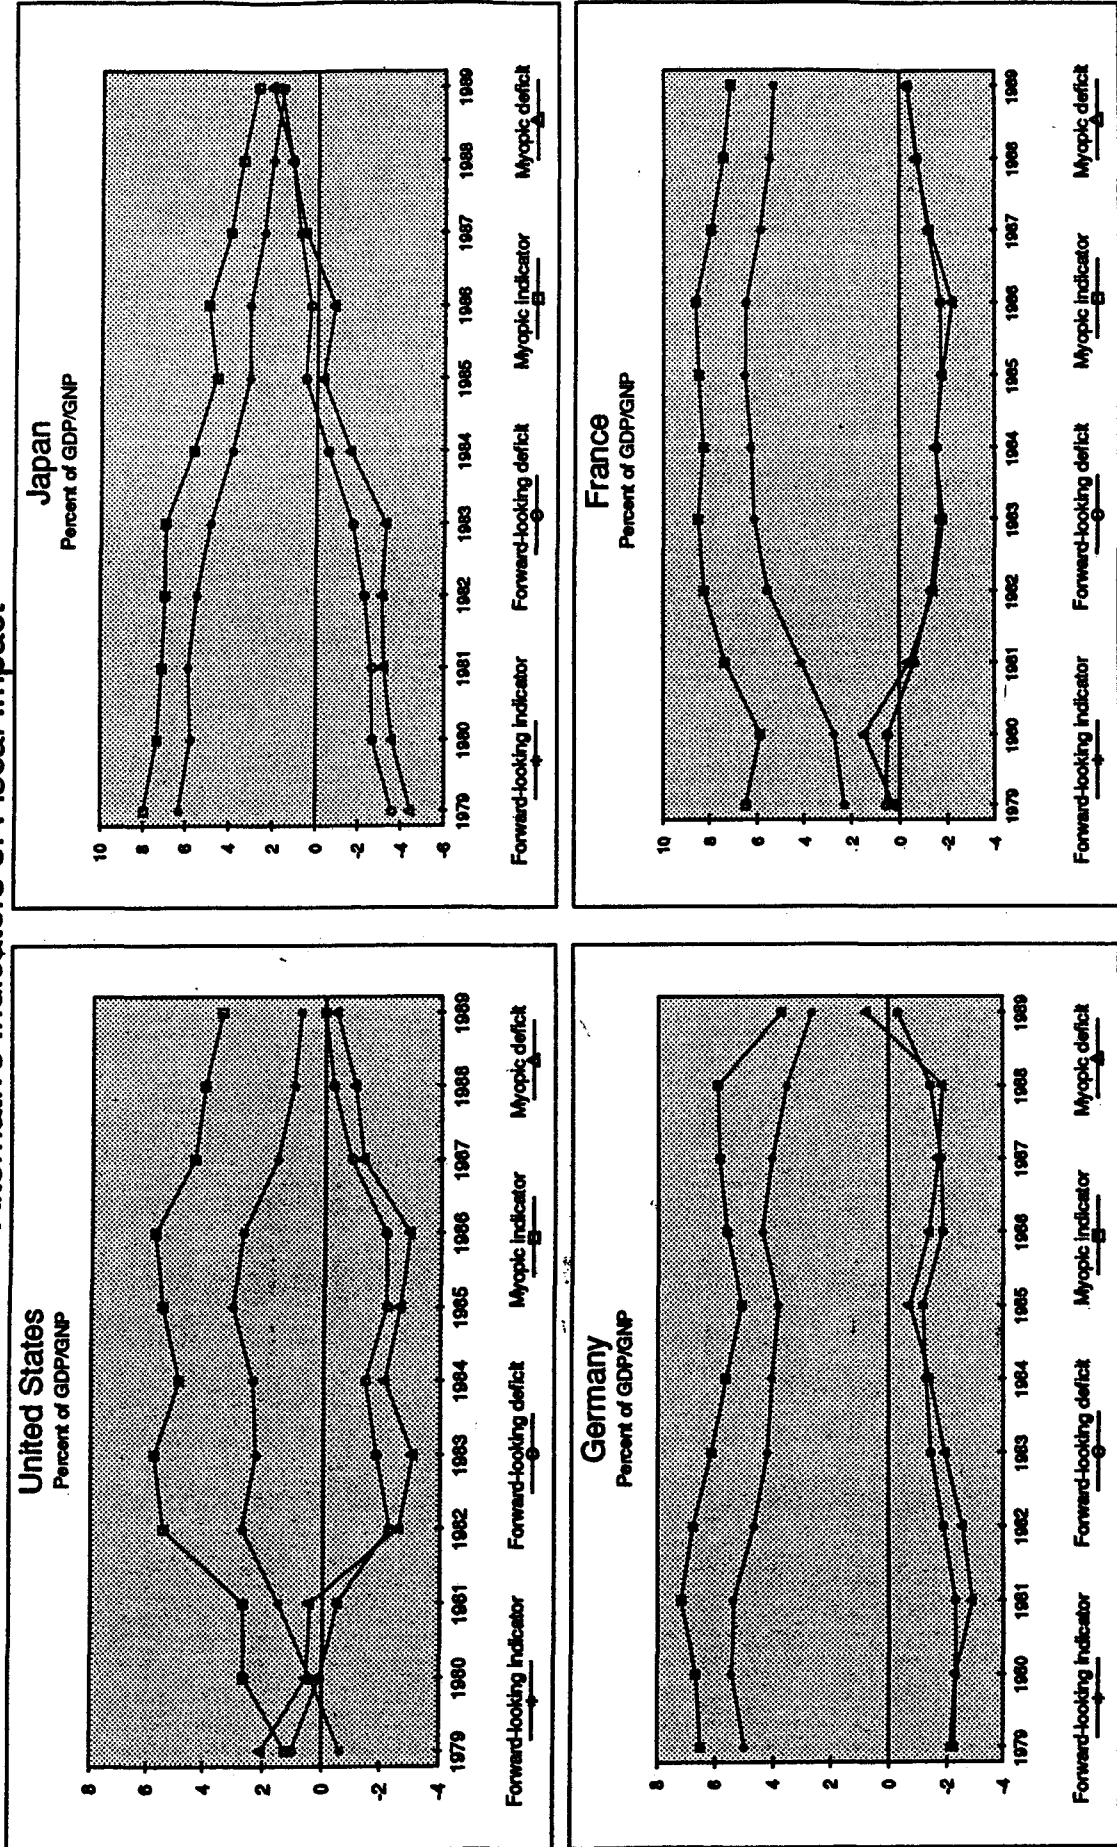 United States
Percent of GDP/GNP
8
6
4
2
0
-2
-4
1979 1980 1981 1982 1983 1984 1985 1986 1987 1988 1989
Forward-looking indicator Forward-looking deficit Myopic indicator Myopic deficit
Japan
Percent of GDP/GNP
10
8
6
4
2
0
-2
-4
-6
1979 1980 1981 1982 1983 1984 1985 1986 1987 1988 1989
Forward-looking indicator Forward-looking deficit Myopic indicator Myopic deficit
Germany
Percent of GDP/GNP
8
6
4
2
0
-2
-4
1979 1980 1981 1982 1983 1984 1985 1986 1987 1988 1989
Forward-looking indicator Forward-looking deficit Myopic indicator Myopic deficit
France
Percent of GDP/GNP
10
8
6
4
2
0
-2
-4
1979 1980 1981 1982 1983 1984 1985 1986 1987 1988 1989
Forward-looking indicator Forward-looking deficit Myopic indicator Myopic deficit